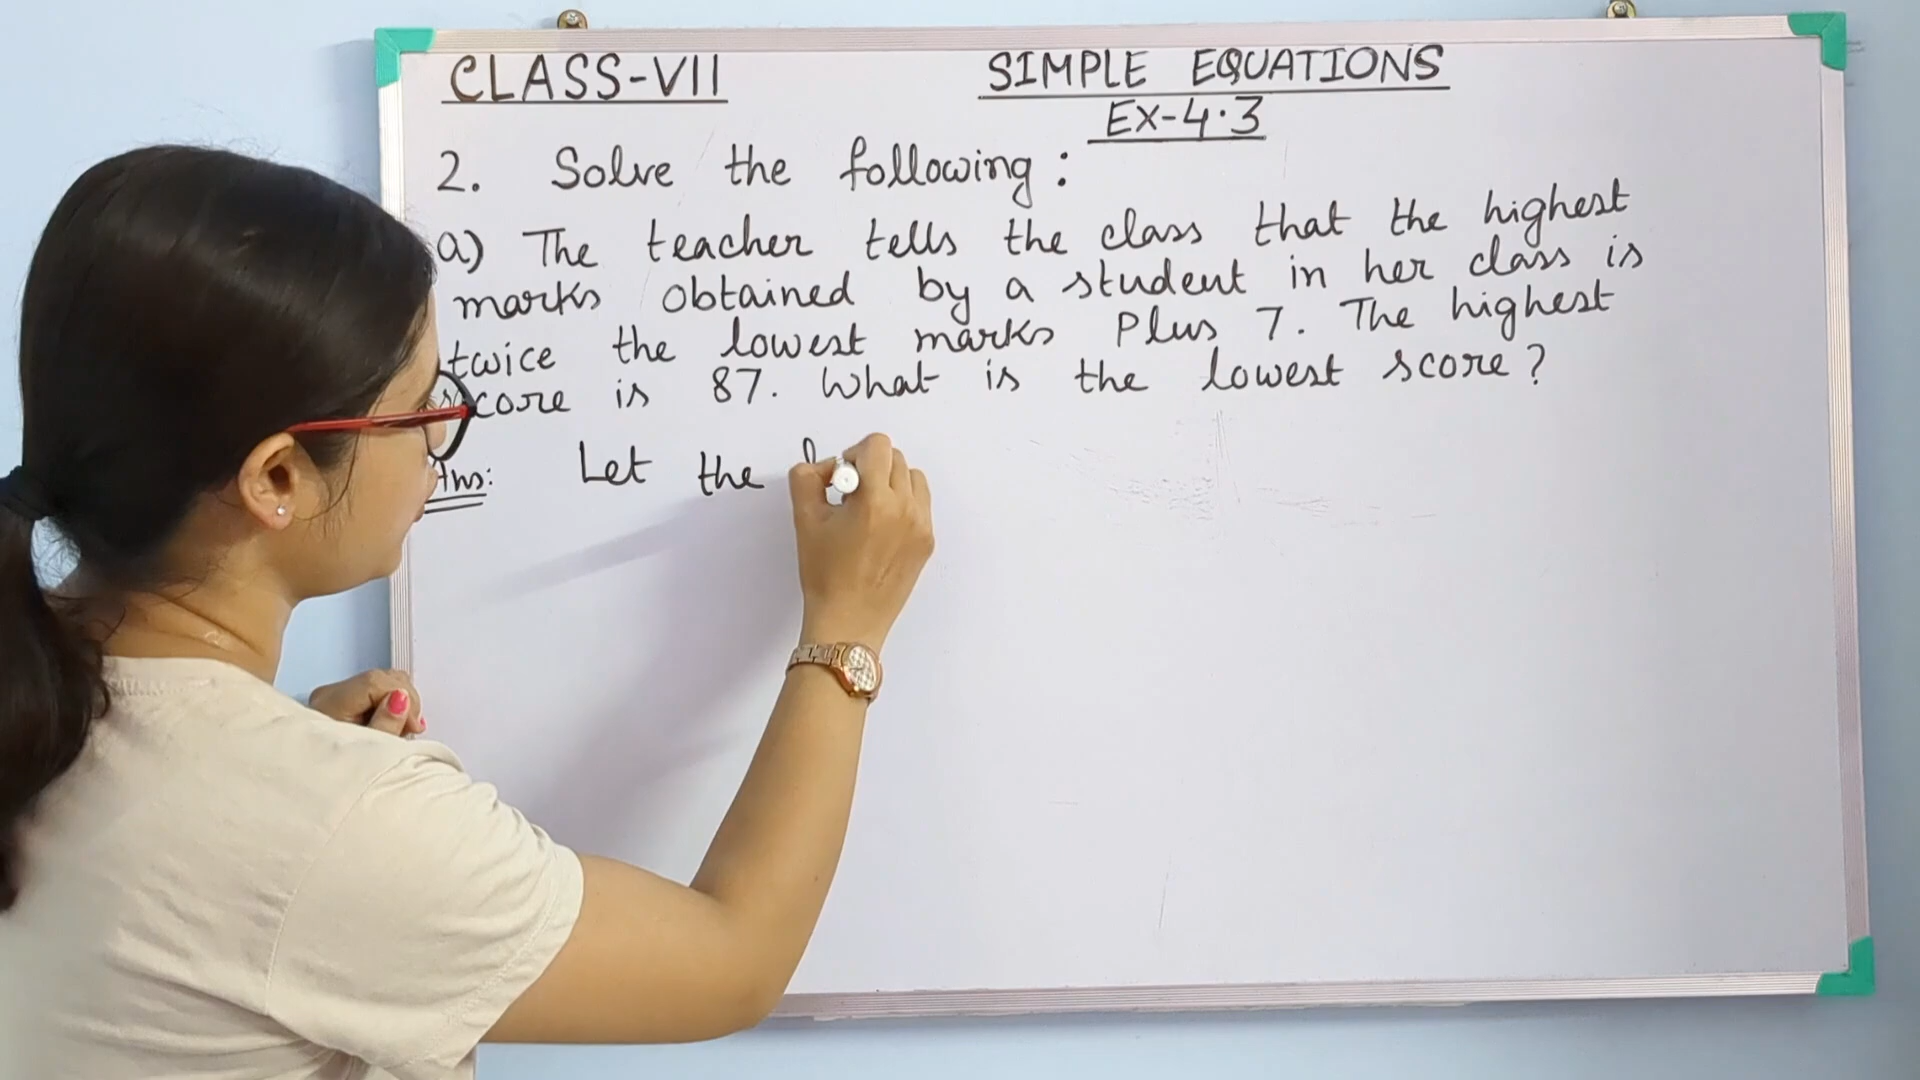 CLASS-VII
SIMPLE EQUATIONS
EX-4.3
2. Solve the following:
a) The teacher tells the class that the highest
marks obtained by a student in her class is
twice the lowest marks Plus 7. The highest
score is 87. What is the lowest score?
Ans: Let the